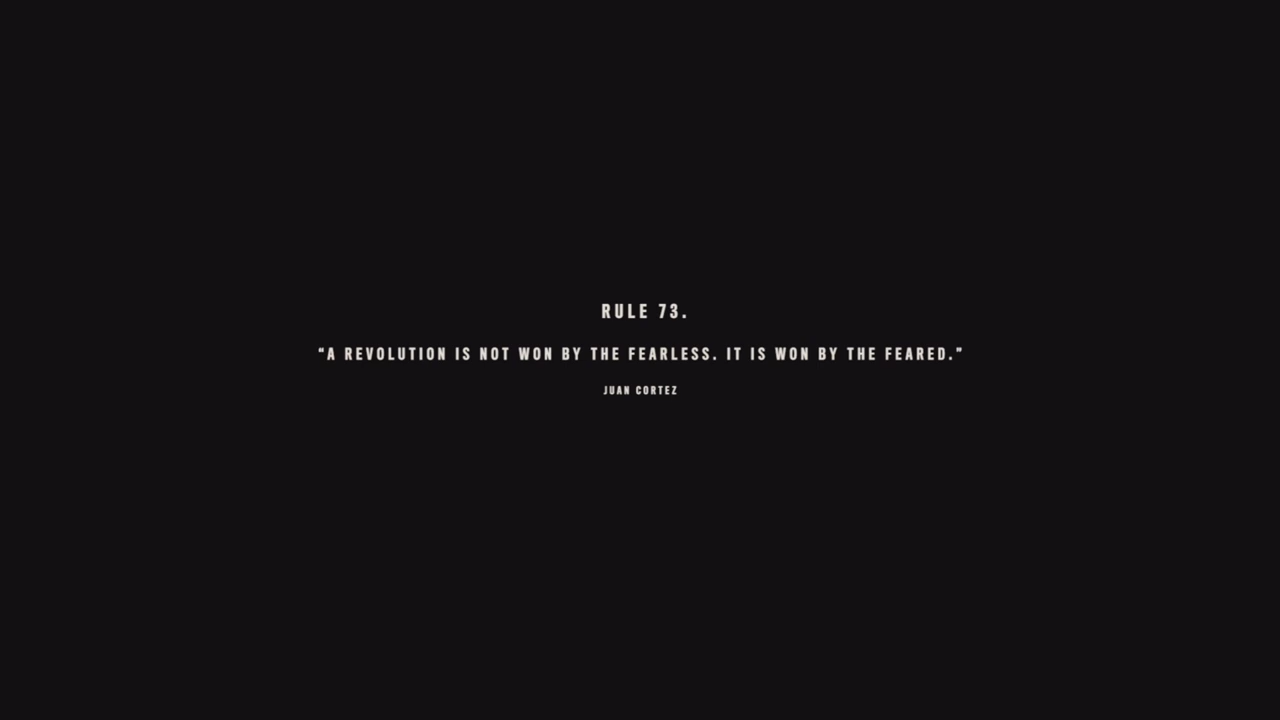 RULE 73.
“A REVOLUTION IS NOT WON BY THE FEARLESS. IT IS WON BY THE FEARED.”
JUAN CORTEZ